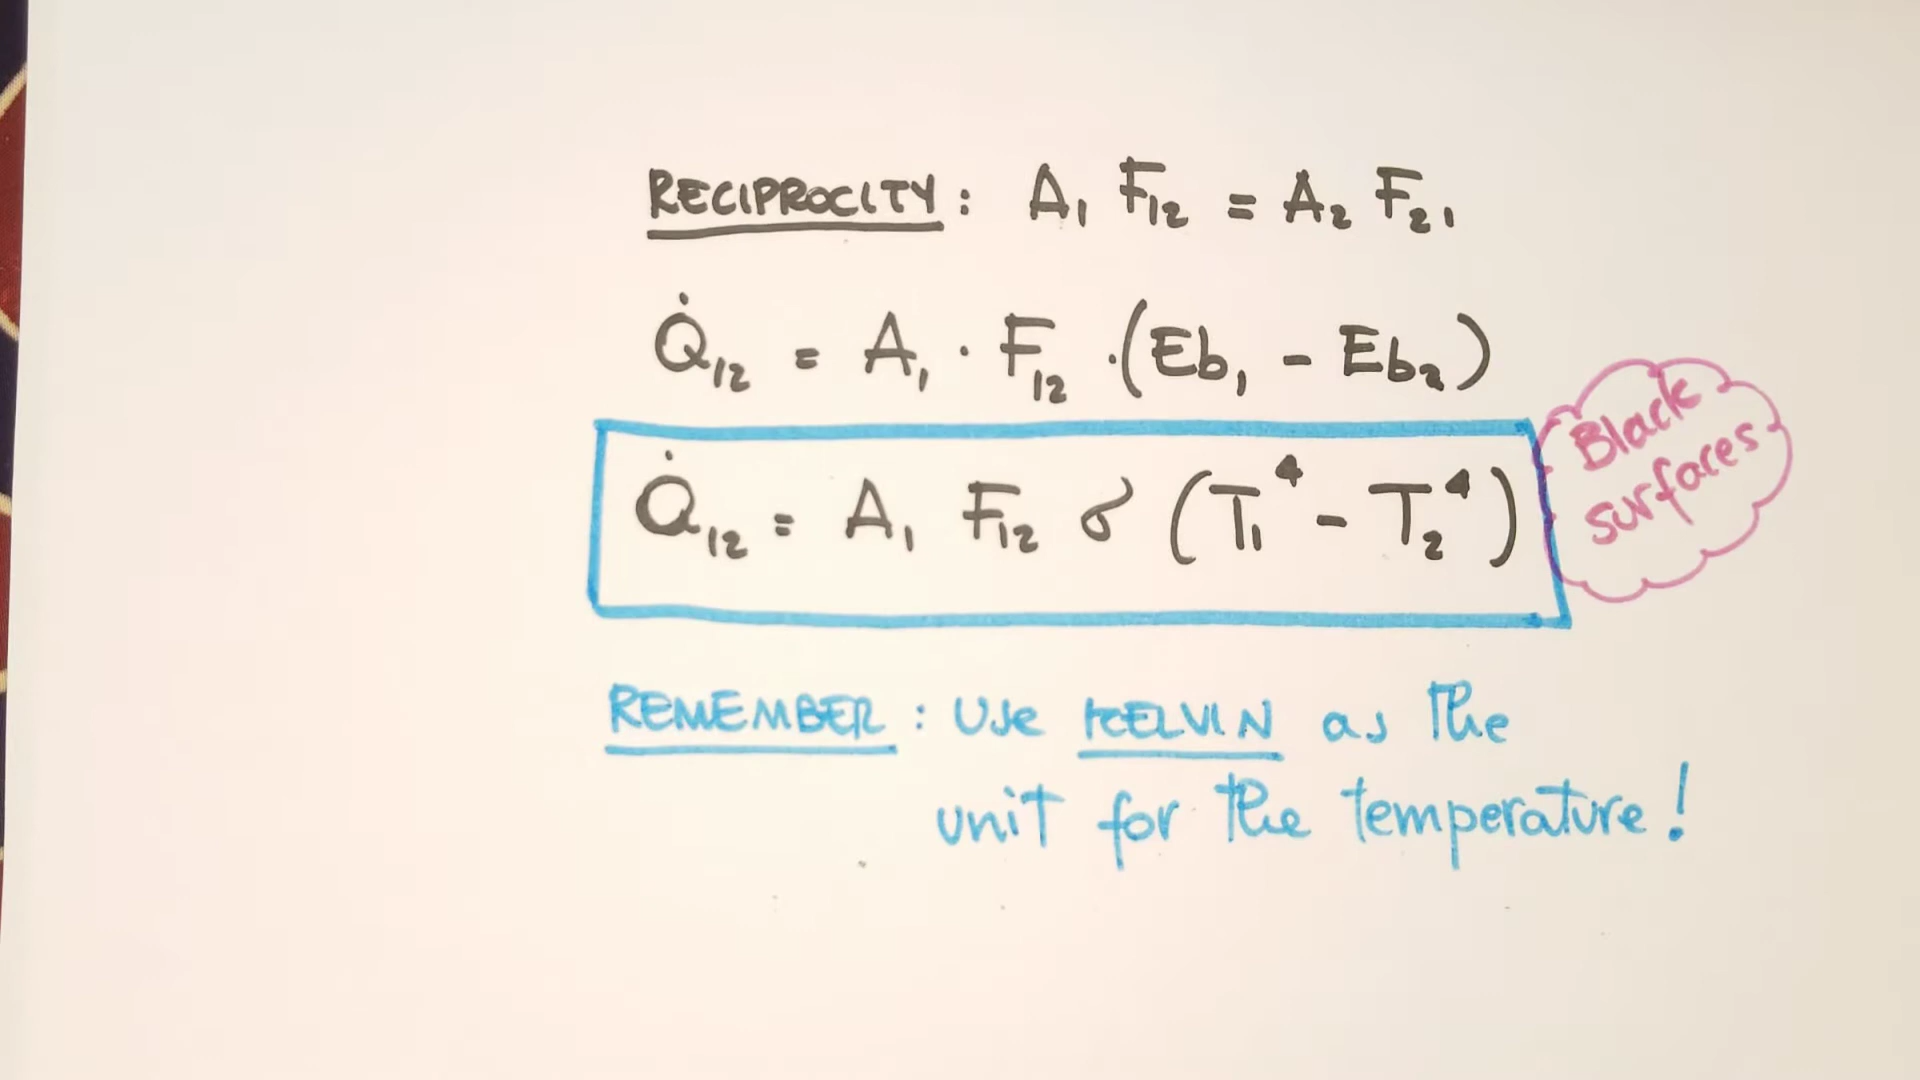 RECIPROCITY: A₁ F₁₂ = A₂ F₂₁
Q̇₁₂ = A₁ · F₁₂ · (Eb₁ - Eb₂)
Q̇₁₂ = A₁ F₁₂ σ (T₁⁴ - T₂⁴)
Black
surfaces
REMEMBER: Use KELVIN as the
unit for the temperature!